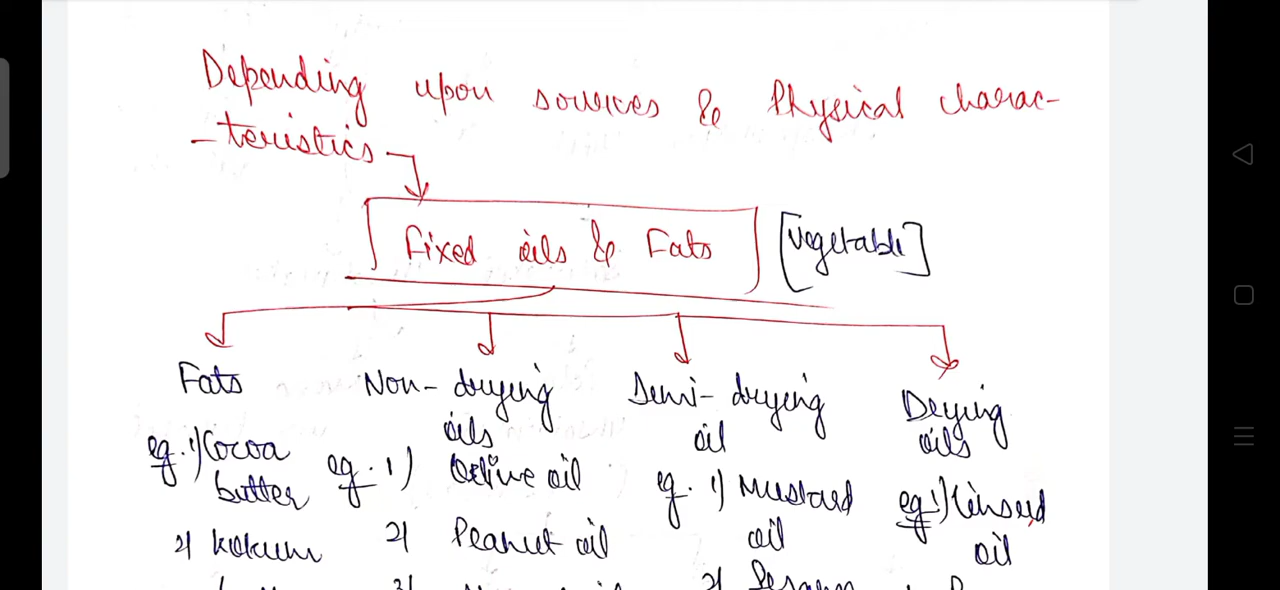 Depending upon sources & Physical charac-
-teristics
Fixed oils & Fats [Vegetable]
Fats
Non-drying
oils
Semi-drying
oil
Drying
oils
eg. 1) Cocoa
butter
2) Kokum
eg. 1) Olive oil
2) Peanut oil
3)
eg. 1) Mustard
oil
2)
eg 1) Linseed
oil